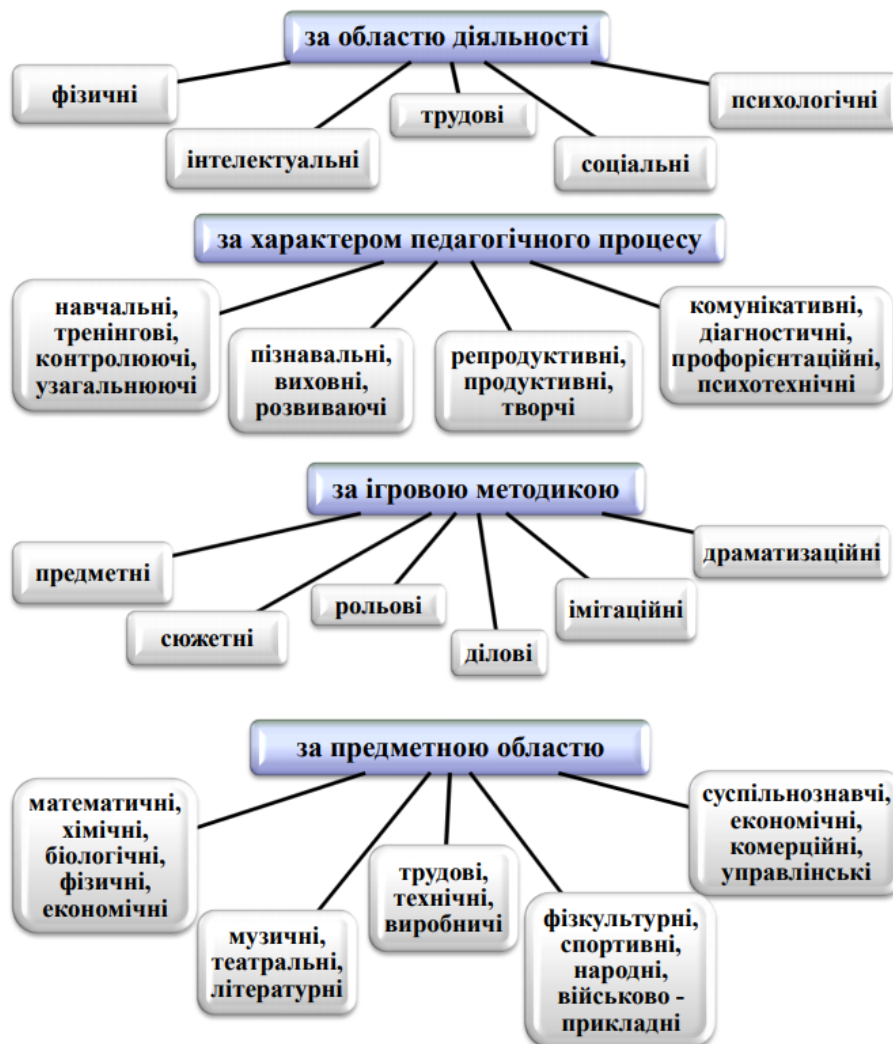 за областю діяльності
фізичні
інтелектуальні
трудові
соціальні
психологічні
за характером педагогічного процесу
навчальні,
тренінгові,
контролюючі,
узагальнюючі
пізнавальні,
виховні,
розвиваючі
репродуктивні,
продуктивні,
творчі
комунікативні,
діагностичні,
профорієнтаційні,
психотехнічні
за ігровою методикою
предметні
сюжетні
рольові
ділові
імітаційні
драматизаційні
за предметною областю
математичні,
хімічні,
біологічні,
фізичні,
економічні
музичні,
театральні,
літературні
трудові,
технічні,
виробничі
фізкультурні,
спортивні,
народні,
військово -
прикладні
суспільнознавчі,
економічні,
комерційні,
управлінські